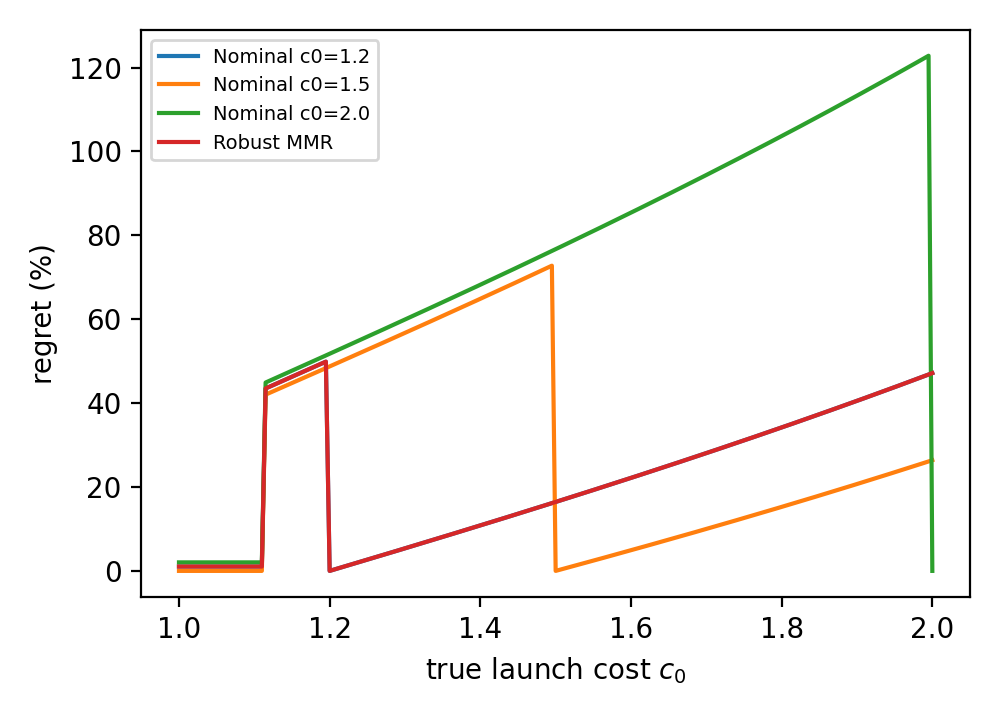 Nominal c0=1.2
Nominal c0=1.5
Nominal c0=2.0
Robust MMR
120
100
80
60
40
20
0
regret (%)
1.0 1.2 1.4 1.6 1.8 2.0
true launch cost c₀